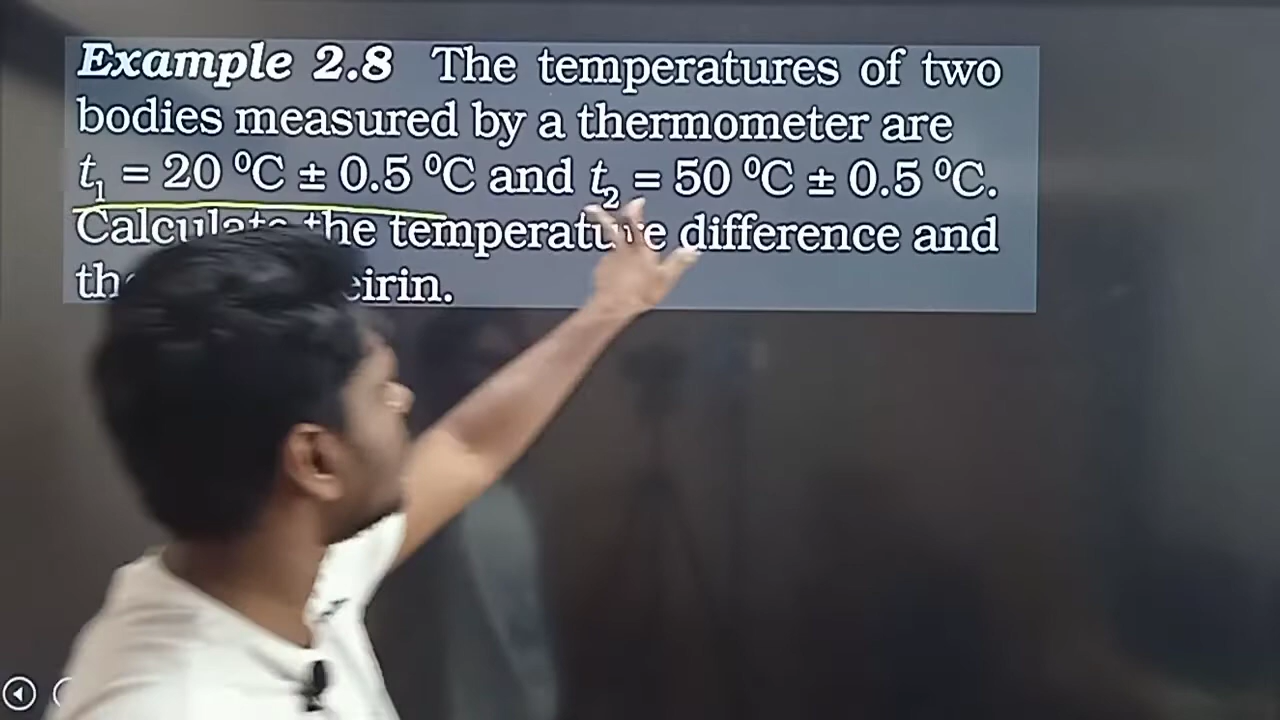 Example 2.8 The temperatures of two
bodies measured by a thermometer are
t₁ = 20 ⁰C ± 0.5 ⁰C and t₂ = 50 ⁰C ± 0.5 ⁰C.
Calculate the temperature difference and
eirin.